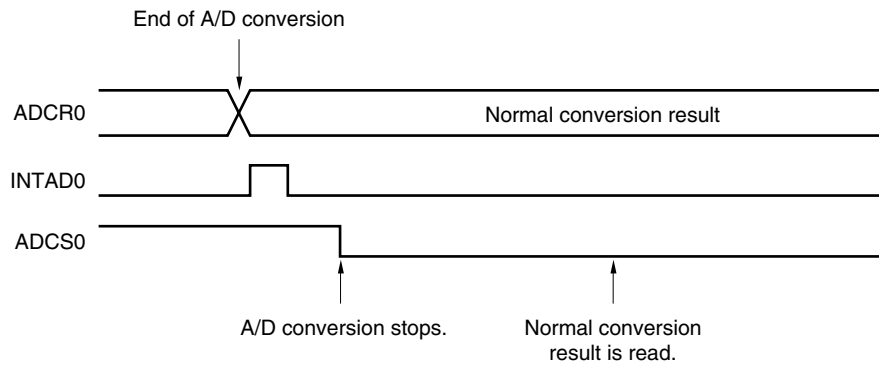 End of A/D conversion
ADCR0
Normal conversion result
INTAD0
ADCS0
A/D conversion stops.
Normal conversion
result is read.